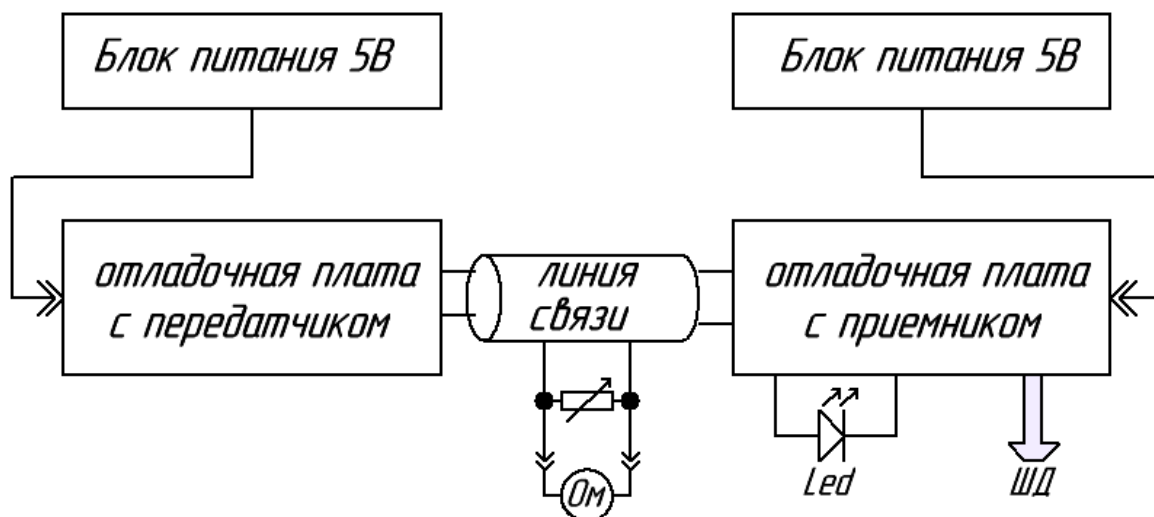 Блок питания 5В
Блок питания 5В
отладочная плата
с передатчиком
линия
связи
отладочная плата
с приемником
Ом
Led
ШД